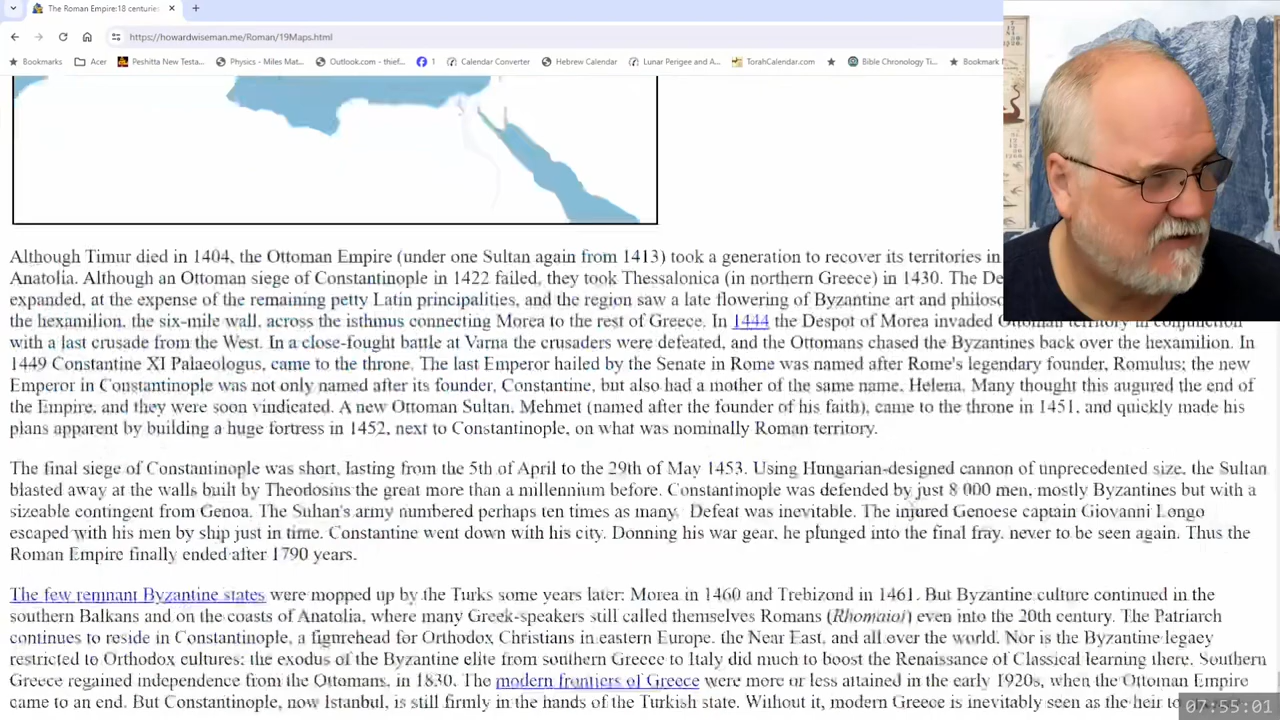 The Roman Empire:18 centurie
https://howardwiseman.me/Roman/19Maps.html
Bookmarks Acer Peshitta New Testa... Physics - Miles Mat... Outlook.com - thief... 1 Calendar Converter Hebrew Calendar Lunar Perigee and A... TorahCalendar.com Bible Chronology Ti... Bookmark
Although Timur died in 1404, the Ottoman Empire (under one Sultan again from 1413) took a generation to recover its territories in
Anatolia. Although an Ottoman siege of Constantinople in 1422 failed, they took Thessalonica (in northern Greece) in 1430. The De
expanded, at the expense of the remaining petty Latin principalities, and the region saw a late flowering of Byzantine art and philoso
the hexamilion, the six-mile wall, across the isthmus connecting Morea to the rest of Greece. In 1444 the Despot of Morea invaded Ottoman territory in conjunction
with a last crusade from the West. In a close-fought battle at Varna the crusaders were defeated, and the Ottomans chased the Byzantines back over the hexamilion. In
1449 Constantine XI Palaeologus, came to the throne. The last Emperor hailed by the Senate in Rome was named after Rome's legendary founder, Romulus; the new
Emperor in Constantinople was not only named after its founder, Constantine, but also had a mother of the same name, Helena. Many thought this augured the end of
the Empire, and they were soon vindicated. A new Ottoman Sultan, Mehmet (named after the founder of his faith), came to the throne in 1451, and quickly made his
plans apparent by building a huge fortress in 1452, next to Constantinople, on what was nominally Roman territory.
The final siege of Constantinople was short, lasting from the 5th of April to the 29th of May 1453. Using Hungarian-designed cannon of unprecedented size, the Sultan
blasted away at the walls built by Theodosius the great more than a millennium before. Constantinople was defended by just 8 000 men, mostly Byzantines but with a
sizeable contingent from Genoa. The Sultan's army numbered perhaps ten times as many. Defeat was inevitable. The injured Genoese captain Giovanni Longo
escaped with his men by ship just in time. Constantine went down with his city. Donning his war gear, he plunged into the final fray, never to be seen again. Thus the
Roman Empire finally ended after 1790 years.
The few remnant Byzantine states were mopped up by the Turks some years later: Morea in 1460 and Trebizond in 1461. But Byzantine culture continued in the
southern Balkans and on the coasts of Anatolia, where many Greek-speakers still called themselves Romans (Rhomaioi) even into the 20th century. The Patriarch
continues to reside in Constantinople, a figurehead for Orthodox Christians in eastern Europe, the Near East, and all over the world. Nor is the Byzantine legacy
restricted to Orthodox cultures: the exodus of the Byzantine elite from southern Greece to Italy did much to boost the Renaissance of Classical learning there. Southern
Greece regained independence from the Ottomans, in 1830. The modern frontiers of Greece were more or less attained in the early 1920s, when the Ottoman Empire
came to an end. But Constantinople, now Istanbul, is still firmly in the hands of the Turkish state. Without it, modern Greece is inevitably seen as the heir to
07:55:01